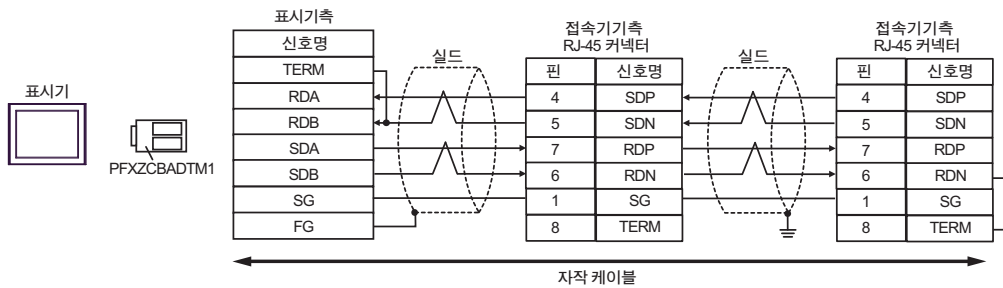 표시기
PFXZCBADTM1
표시기측
신호명
TERM
RDA
RDB
SDA
SDB
SG
FG
실드
접속기기측
RJ-45 커넥터
핀 신호명
4 SDP
5 SDN
7 RDP
6 RDN
1 SG
8 TERM
실드
접속기기측
RJ-45 커넥터
핀 신호명
4 SDP
5 SDN
7 RDP
6 RDN
1 SG
8 TERM
자작 케이블